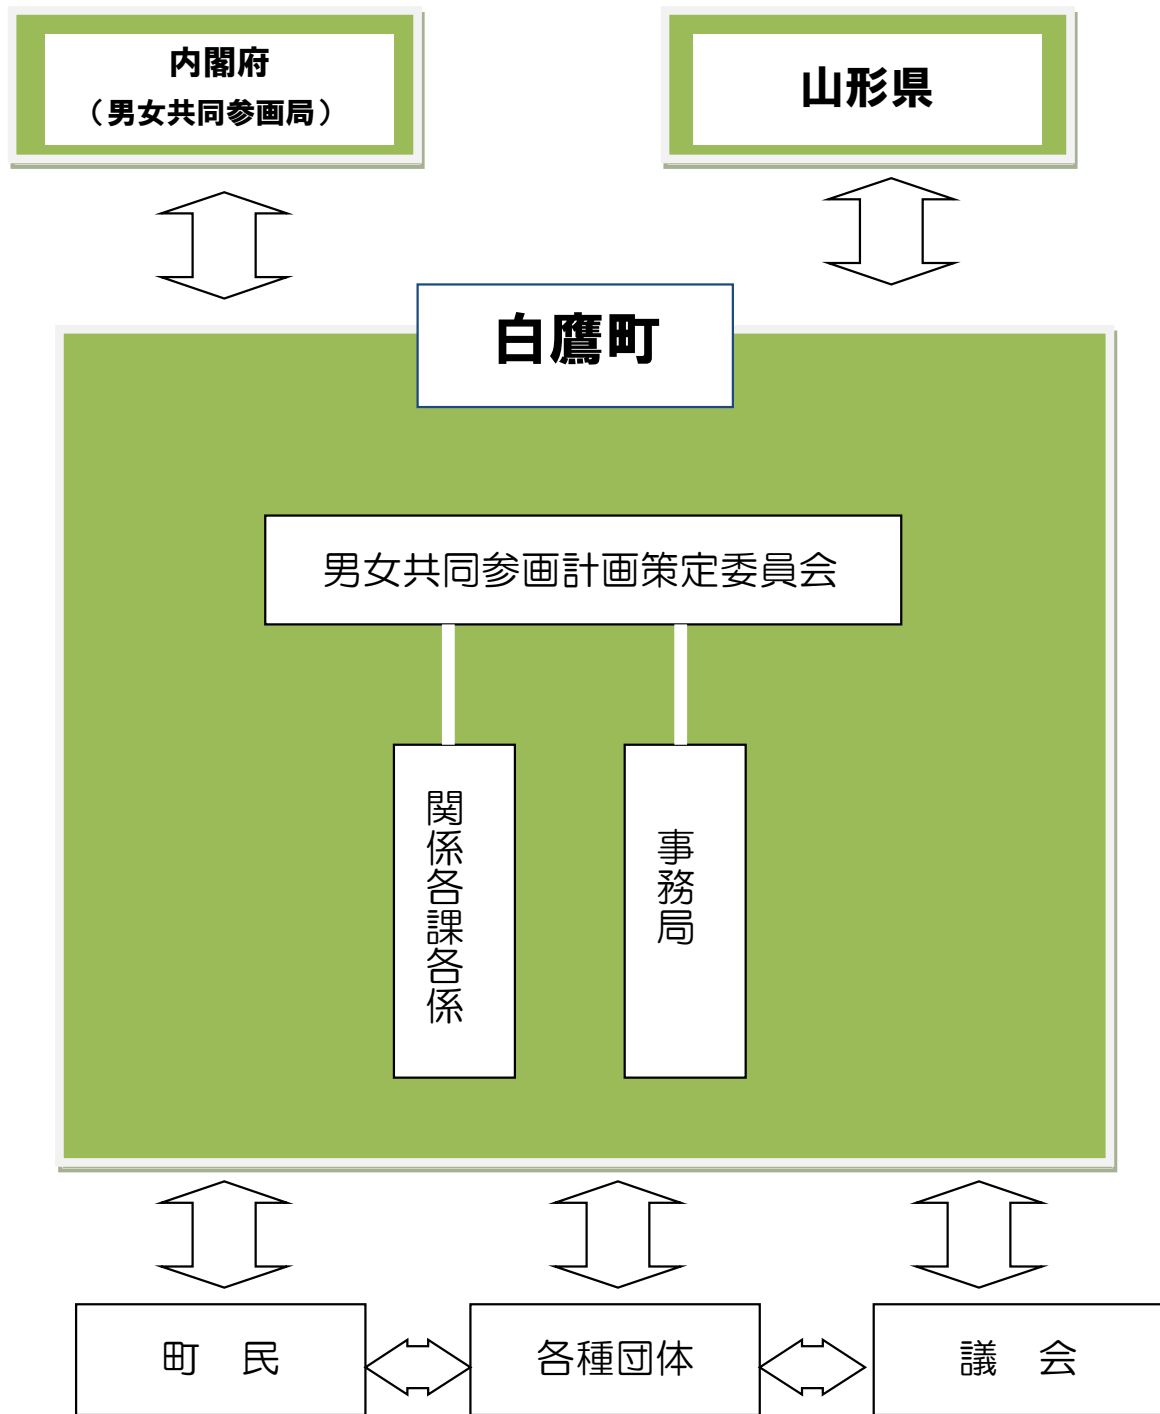 内閣府
（男女共同参画局）
山形県
白鷹町
男女共同参画計画策定委員会
関係各課各係
事務局
町　民
各種団体
議　会